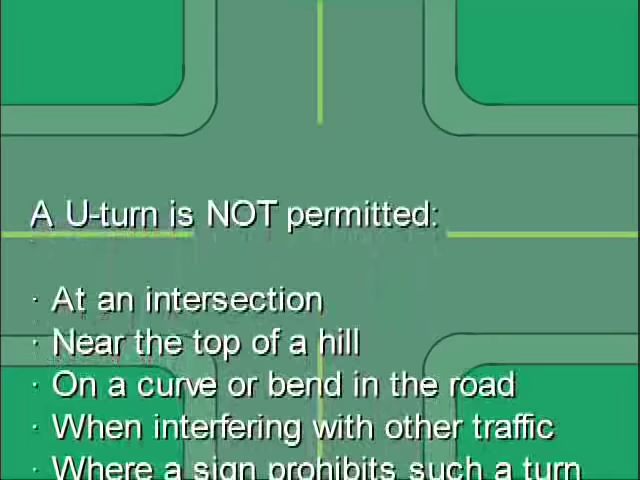 A U-turn is NOT permitted:
· At an intersection
· Near the top of a hill
· On a curve or bend in the road
· When interfering with other traffic
· Where a sign prohibits such a turn